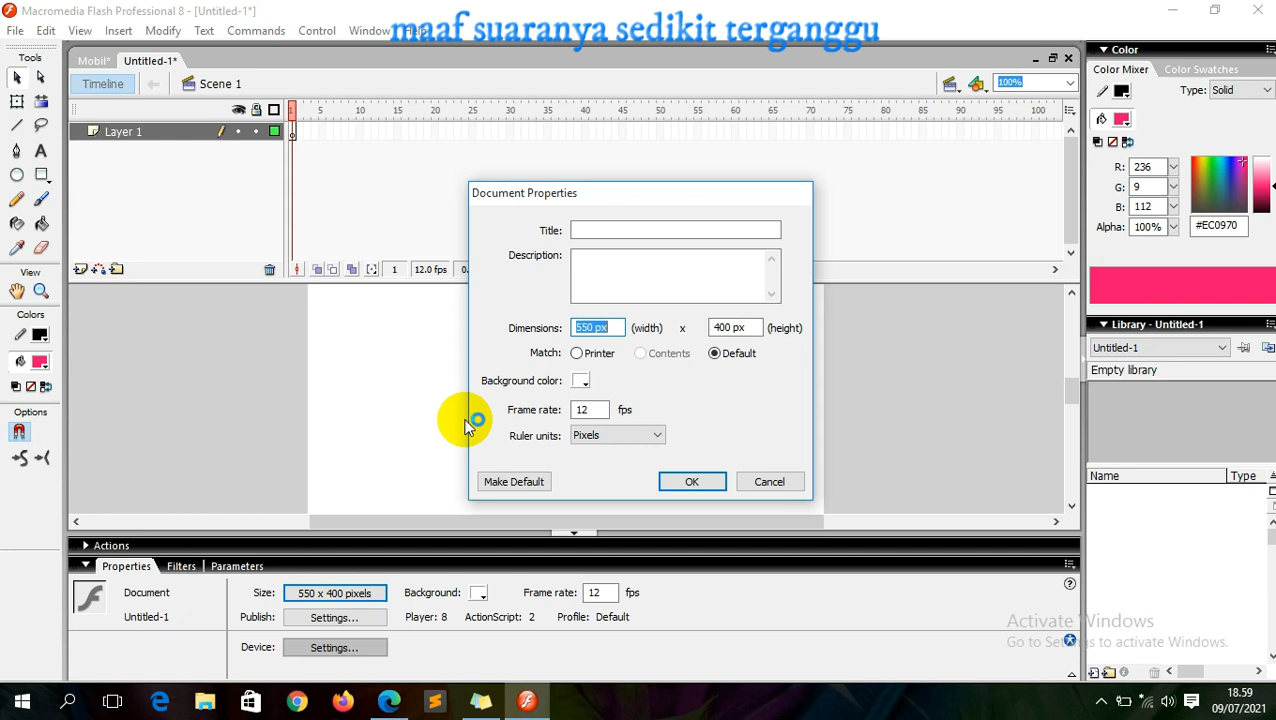 Macromedia Flash Professional 8 - [Untitled-1*]
maaf suaranya sedikit terganggu
File Edit View Insert Modify Text Commands Control Window Help
Tools
Mobil* Untitled-1*
Timeline Scene 1 100%
1 5 10 15 20 25 30 35 40 45 50 55 60 65 70 75 80 85 90 95 100
Layer 1
1 12.0 fps
View
Colors
Options
Document Properties
Title:
Description:
Dimensions: 550 px (width) x 400 px (height)
Match: Printer Contents Default
Background color:
Frame rate: 12 fps
Ruler units: Pixels
Make Default OK Cancel
Actions
Properties Filters Parameters
Document Size: 550 x 400 pixels Background: Frame rate: 12 fps
Untitled-1 Publish: Settings... Player: 8 ActionScript: 2 Profile: Default
Device: Settings...
Color
Color Mixer Color Swatches
Type: Solid
R: 236
G: 9
B: 112
Alpha: 100% #EC0970
Library - Untitled-1
Untitled-1
Empty library
Name Type
Activate Windows
Go to Settings to activate Windows.
18.59
09/07/2021